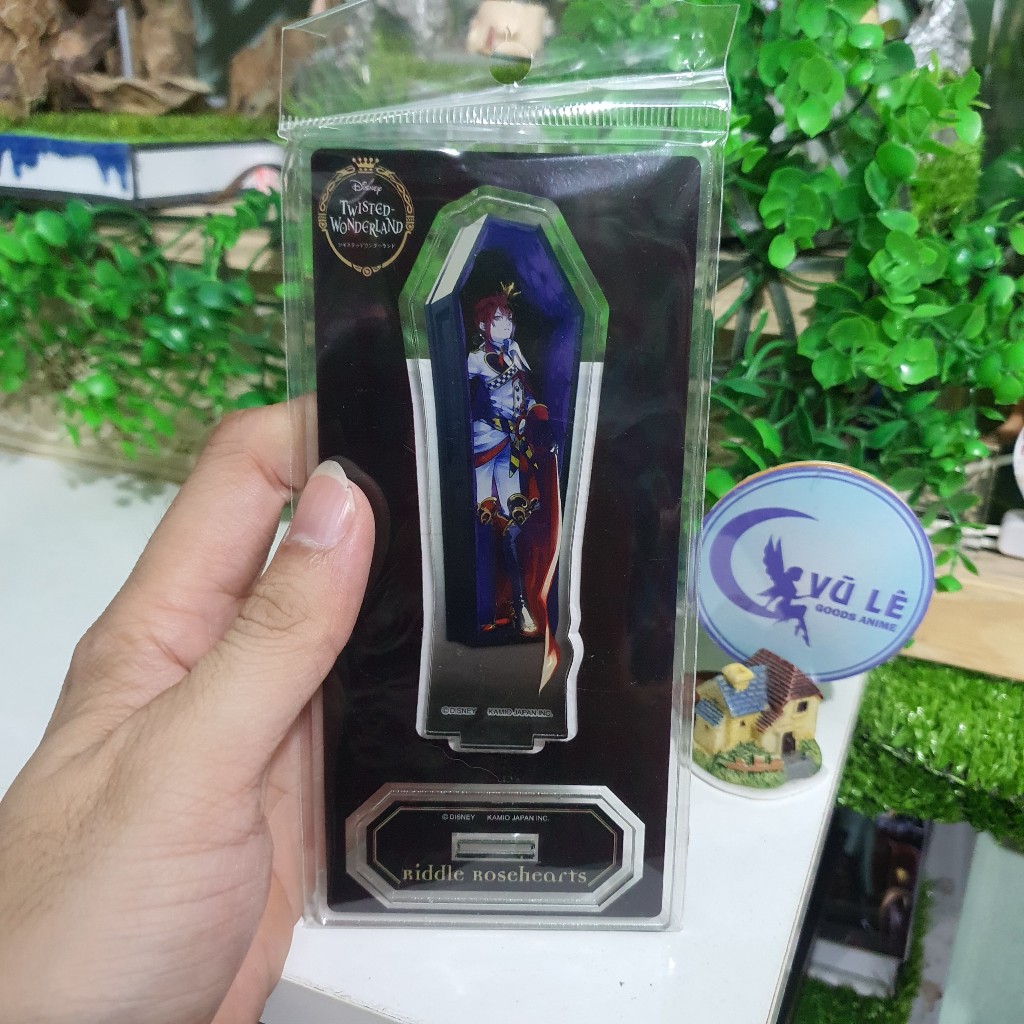 Disney
TWISTED-
WONDERLAND
ツイステッドワンダーランド
© DISNEY KAMIO JAPAN INC.
© DISNEY KAMIO JAPAN INC.
Riddle Rosehearts
VŨ LÊ
GOODS ANIME